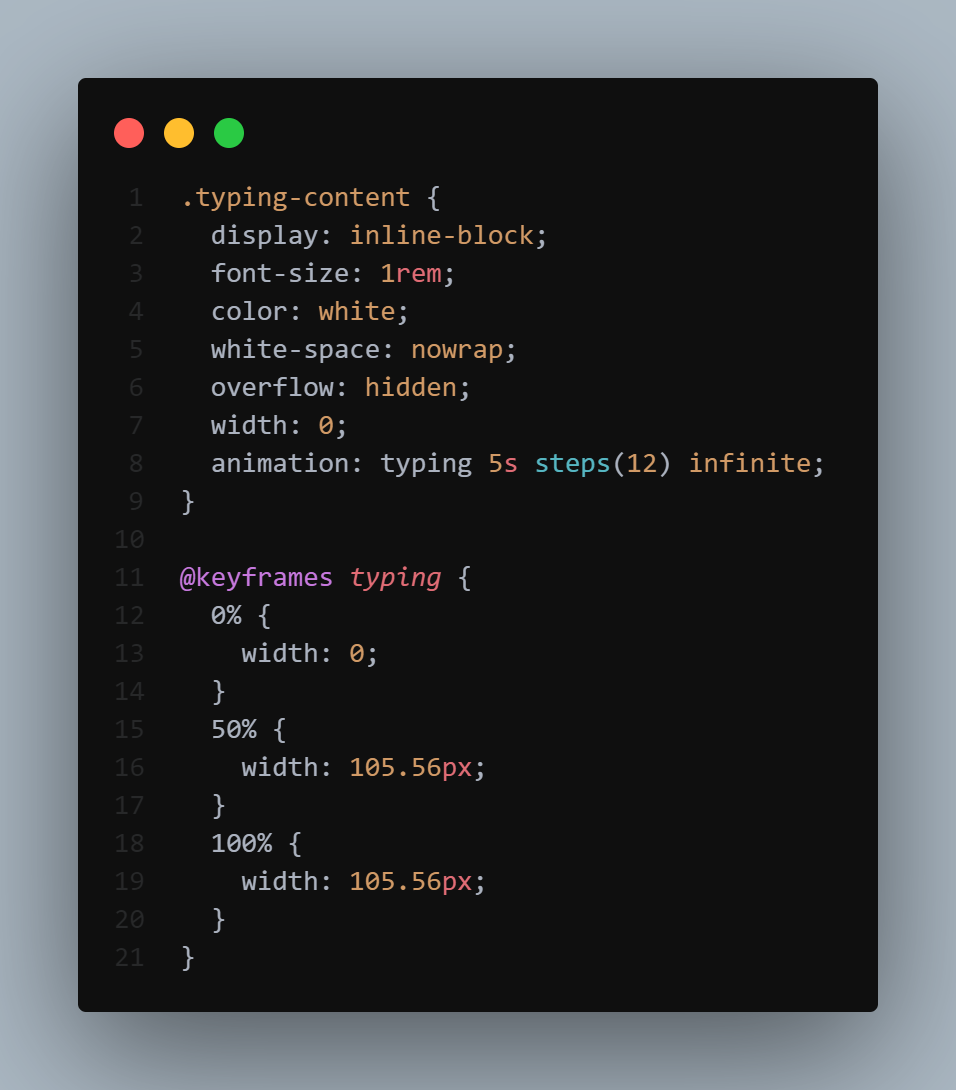 1 .typing-content {
2   display: inline-block;
3   font-size: 1rem;
4   color: white;
5   white-space: nowrap;
6   overflow: hidden;
7   width: 0;
8   animation: typing 5s steps(12) infinite;
9 }
10
11 @keyframes typing {
12   0% {
13     width: 0;
14   }
15   50% {
16     width: 105.56px;
17   }
18   100% {
19     width: 105.56px;
20   }
21 }